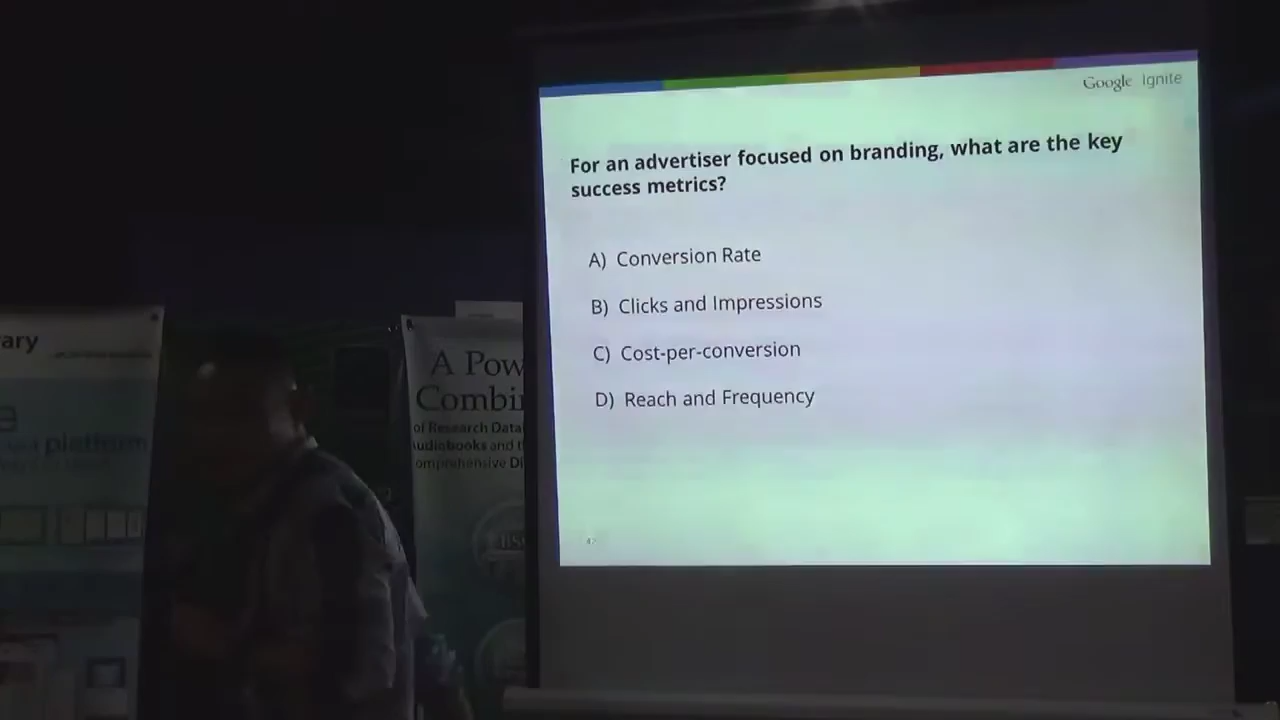 Google Ignite
For an advertiser focused on branding, what are the key
success metrics?
A) Conversion Rate
B) Clicks and Impressions
C) Cost-per-conversion
D) Reach and Frequency
ary
platform
A Pow
Combi
of Research Data
udiobooks and t
omprehensive Di